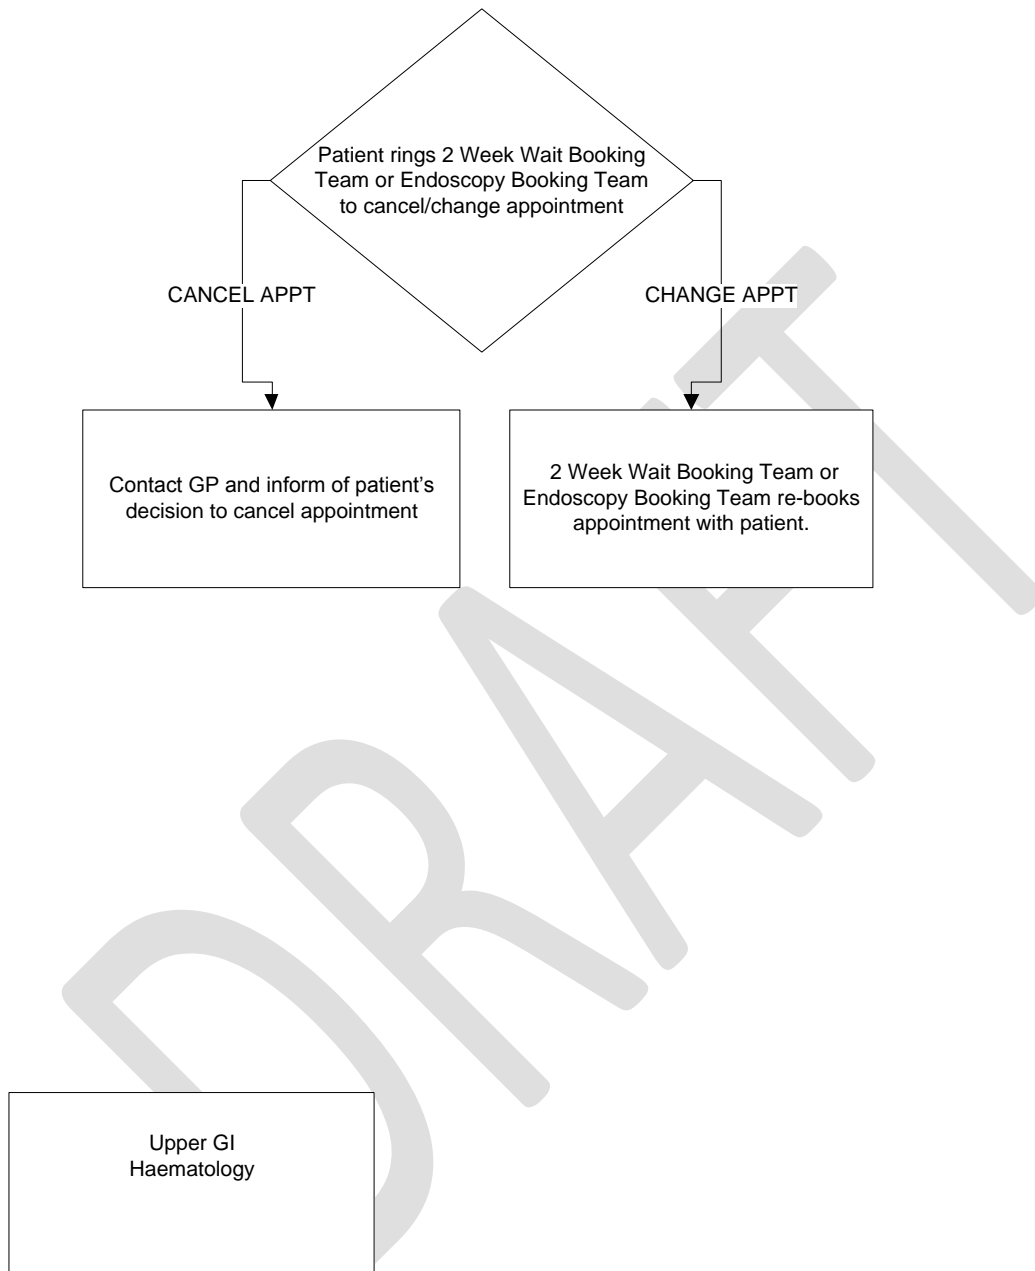 Patient rings 2 Week Wait Booking
Team or Endoscopy Booking Team
to cancel/change appointment
CANCEL APPT
CHANGE APPT
Contact GP and inform of patient’s
decision to cancel appointment
2 Week Wait Booking Team or
Endoscopy Booking Team re-books
appointment with patient.
DRAFT
Upper GI
Haematology